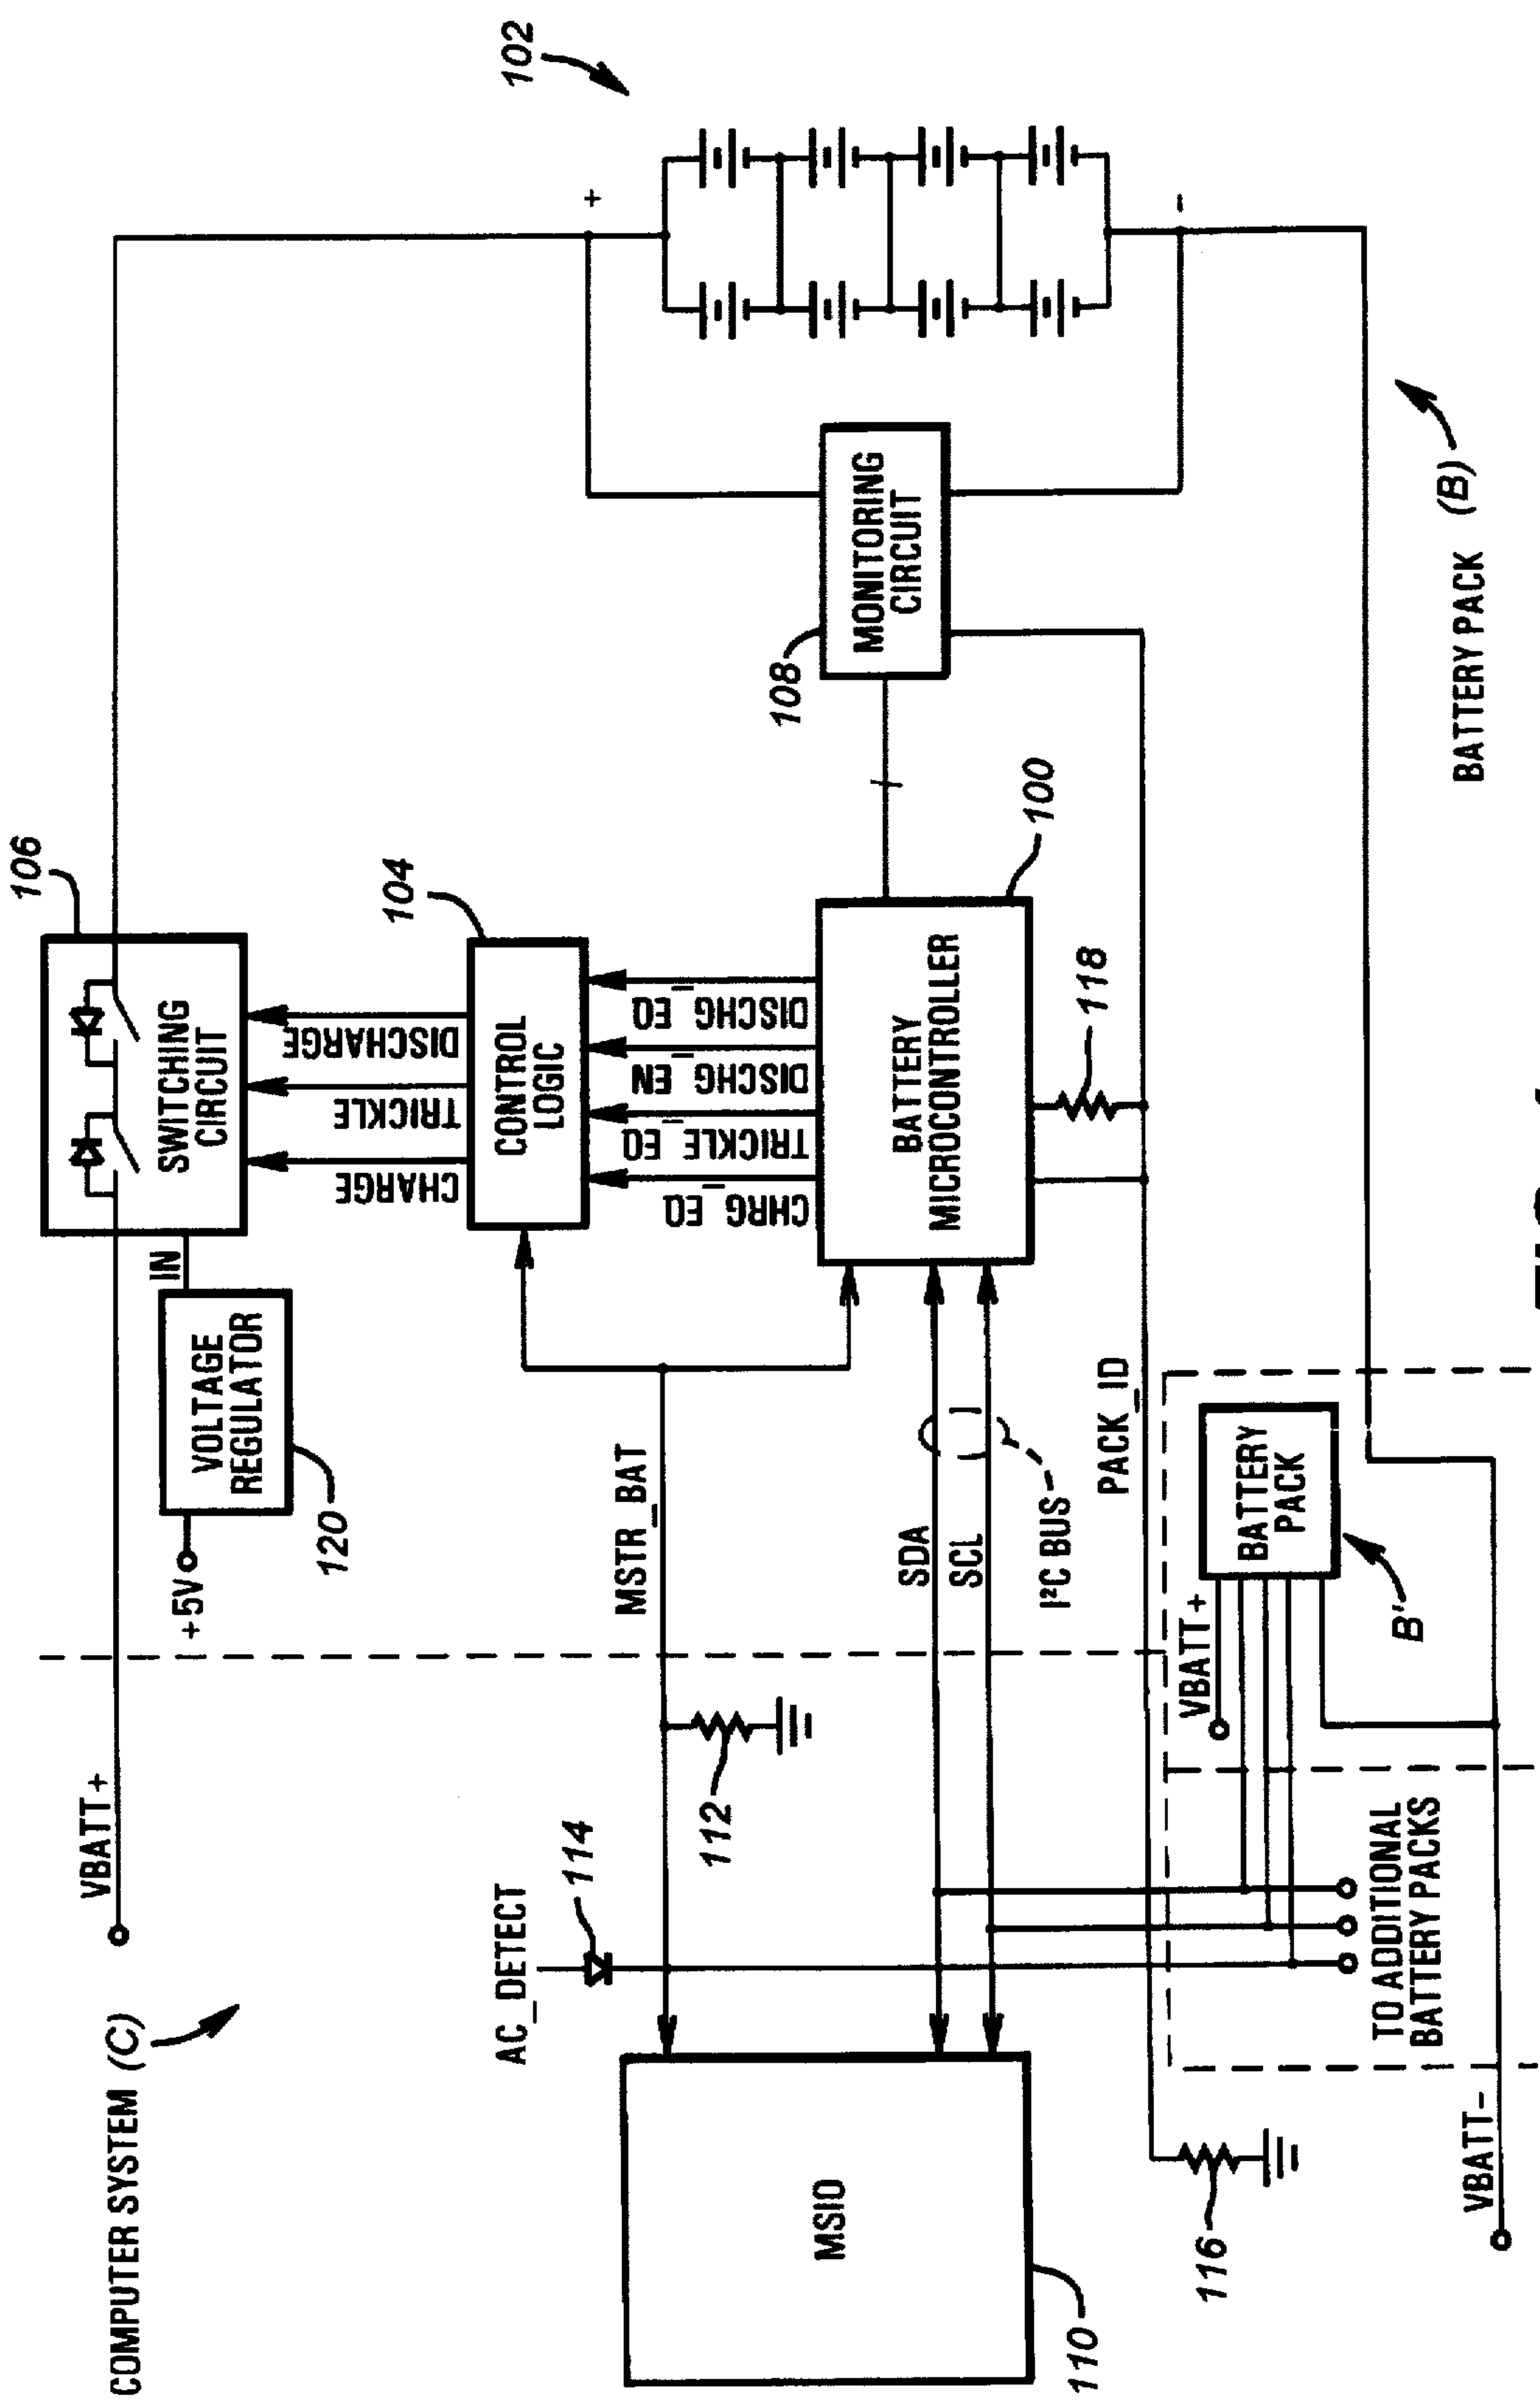 COMPUTER SYSTEM (C)
VBATT+
+5V
VOLTAGE
REGULATOR
120
IN
SWITCHING
CIRCUIT
106
CHARGE
TRICKLE
DISCHARGE
CONTROL
LOGIC
104
CHRG_EQ
TRICKLE_EQ
DISCHG_EN
DISCHG_EQ
102
+
-
AC_DETECT
114
112
MSTR_BAT
MSIO
110
SDA
SCL
I²C BUS
BATTERY
MICROCONTROLLER
100
118
MONITORING
CIRCUIT
108
PACK_ID
116
VBATT+
BATTERY
PACK
B'
TO ADDITIONAL
BATTERY PACKS
VBATT-
BATTERY PACK (B)